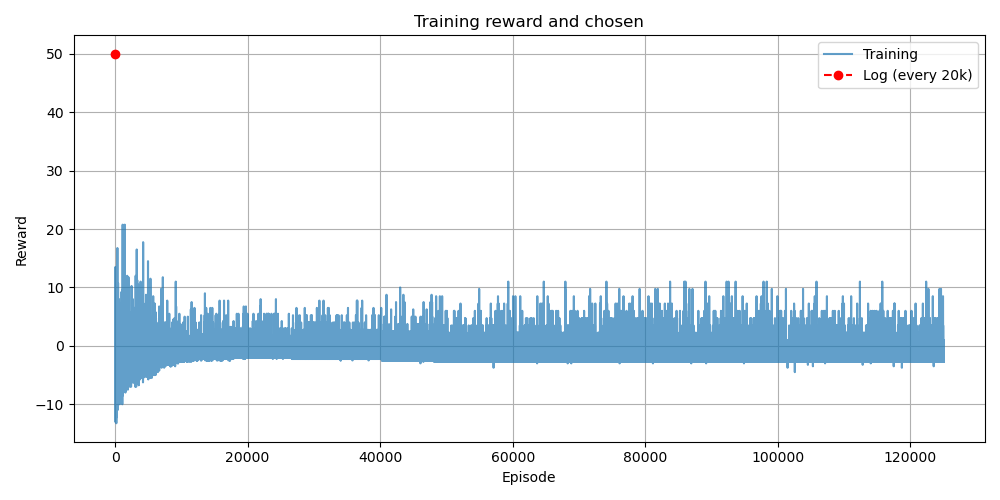 Training reward and chosen
50
40
30
20
10
0
−10
Reward
Training
Log (every 20k)
0
20000
40000
60000
80000
100000
120000
Episode